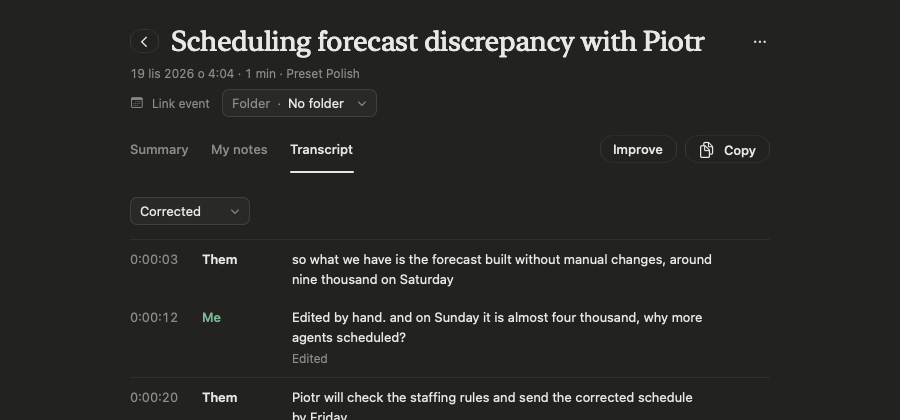 Scheduling forecast discrepancy with Piotr
19 lis 2026 o 4:04 · 1 min · Preset Polish
Link event
Folder · No folder
Summary
My notes
Transcript
Improve
Copy
Corrected
0:00:03
Them
so what we have is the forecast built without manual changes, around
nine thousand on Saturday
0:00:12
Me
Edited by hand. and on Sunday it is almost four thousand, why more
agents scheduled?
Edited
0:00:20
Them
Piotr will check the staffing rules and send the corrected schedule
by Friday